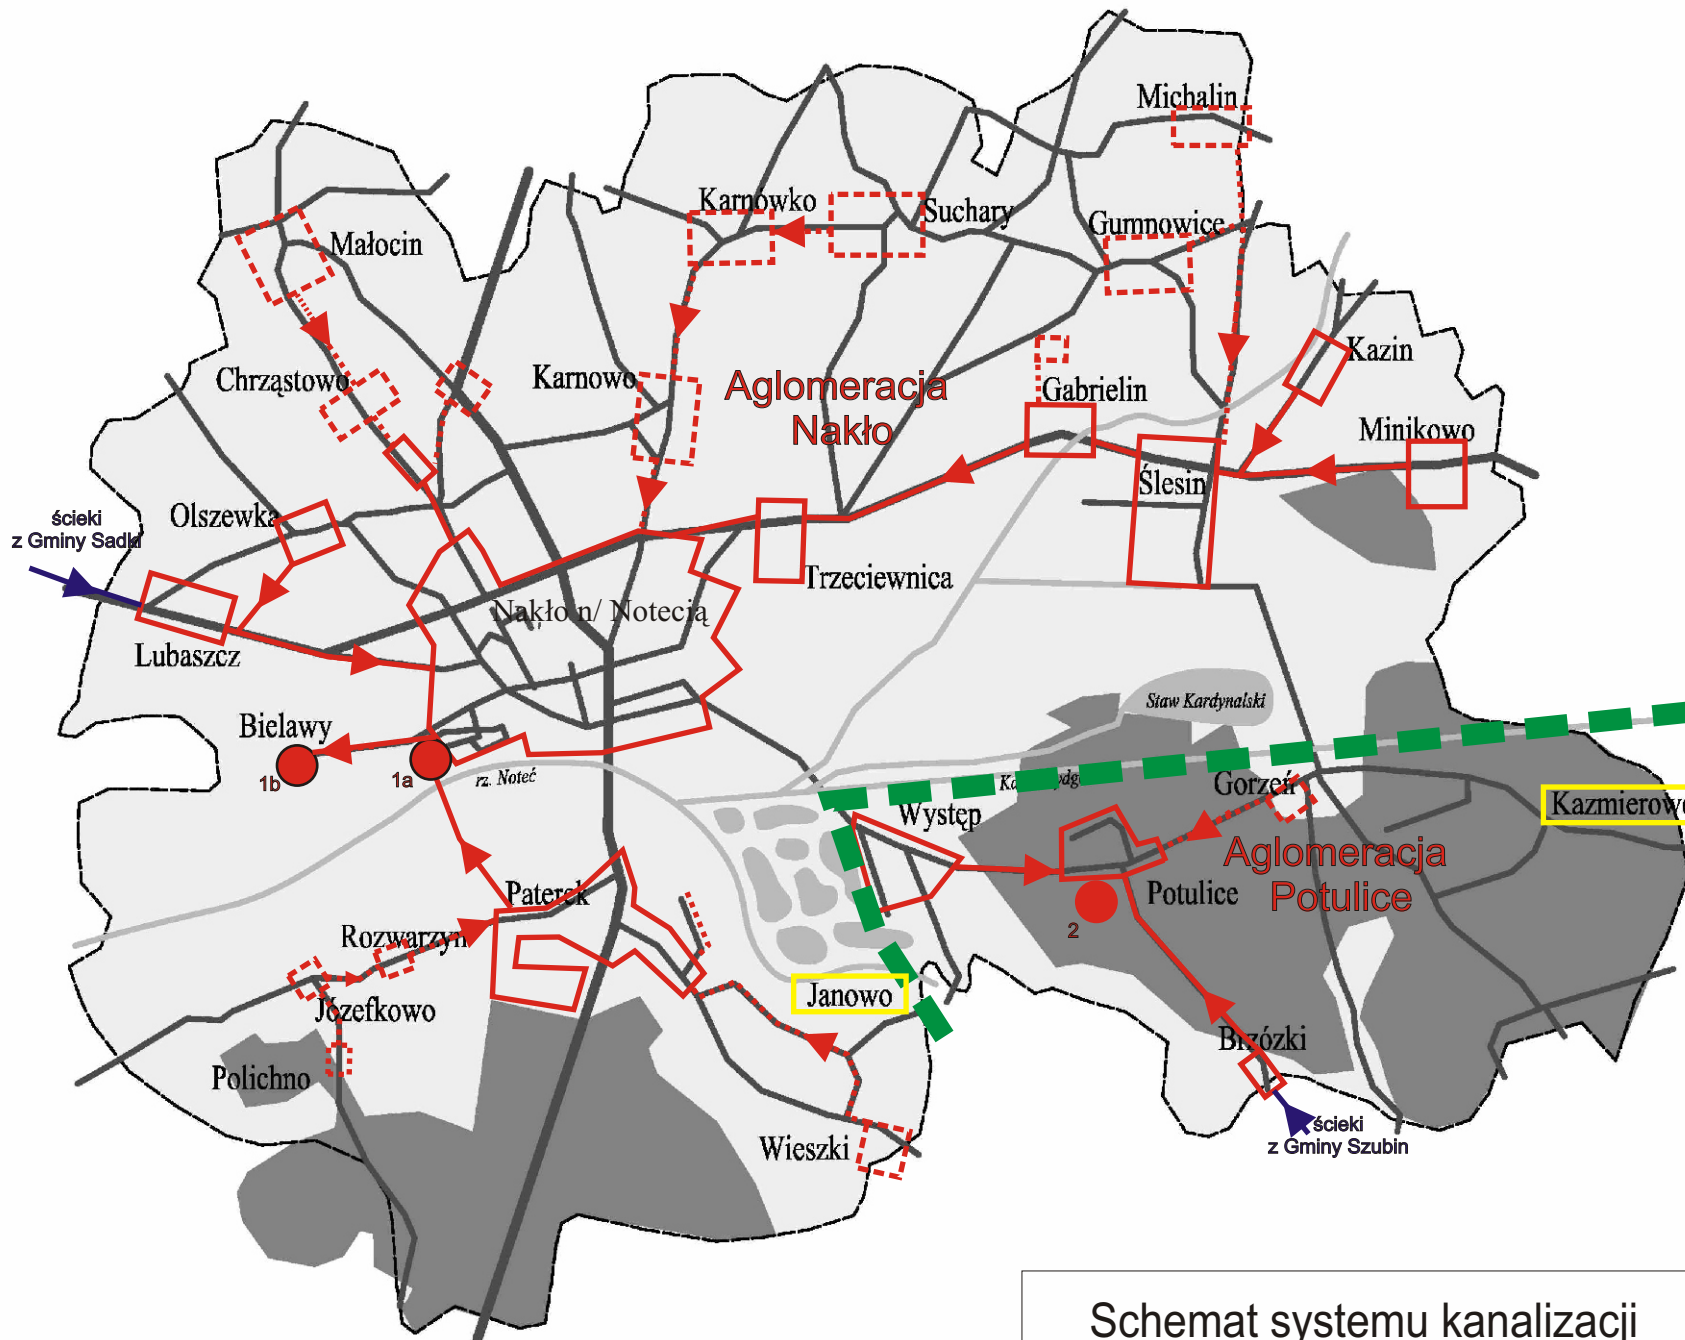 Michalin
Karnówko
Suchary
Gumnowice
Małocin
Kazin
Chrząstowo
Karnowo
Aglomeracja
Nakło
Gabrielin
Minikowo
Ślesin
Olszewka
ścieki
z Gminy Sadki
Trzeciewnica
Nakło n/ Notecią
Lubaszcz
Staw Kardynalski
Bielawy
1b
1a
rz. Noteć
Gorzeń
Występ
Kazmierowo
Aglomeracja
Potulice
Potulice
2
Paterek
Rozwarzyn
Józefkowo
Janowo
Brzózki
Polichno
ścieki
z Gminy Szubin
Wieszki
Schemat systemu kanalizacji